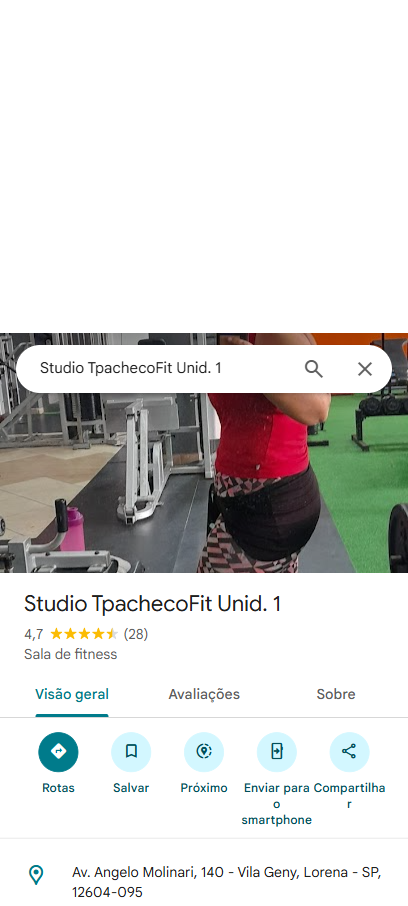 Studio TpachecoFit Unid. 1
Studio TpachecoFit Unid. 1
4,7 (28)
Sala de fitness
Visão geral Avaliações Sobre
Rotas Salvar Próximo Enviar para o smartphone Compartilhar
Av. Angelo Molinari, 140 - Vila Geny, Lorena - SP,
12604-095